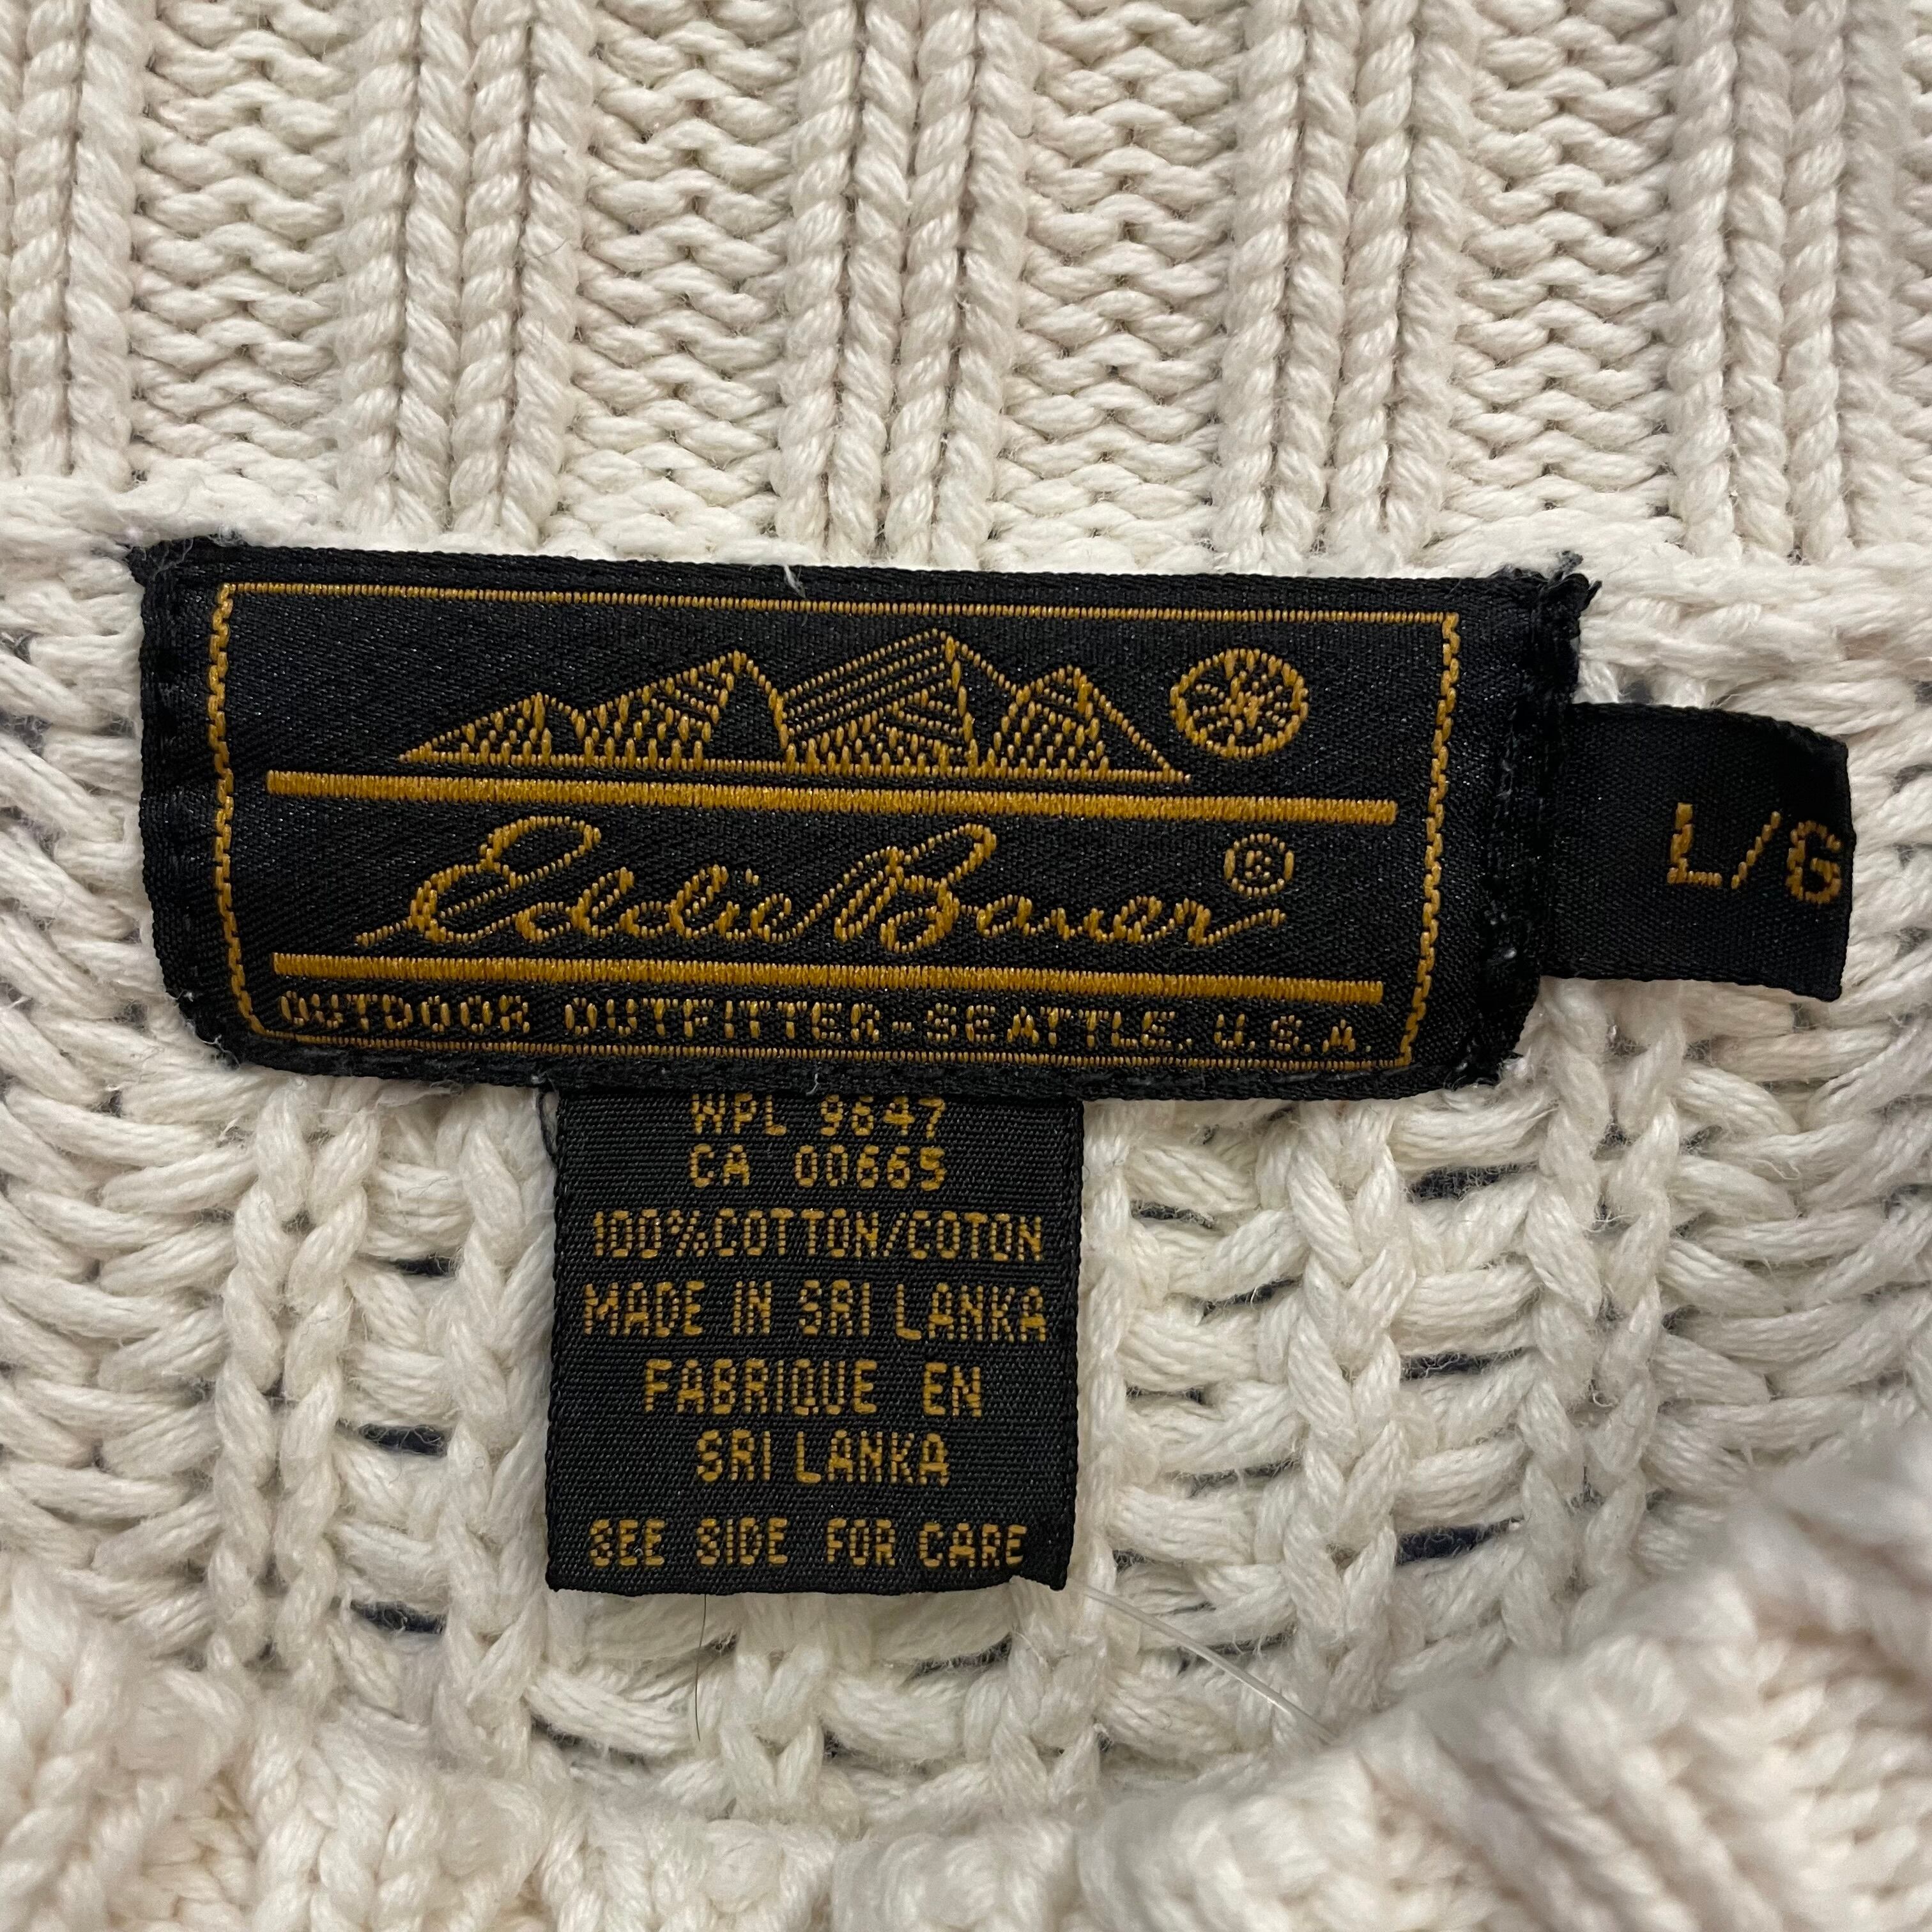 Eddie Bauer®
OUTDOOR OUTFITTER-SEATTLE, U.S.A.
L/G
WPL 9647
CA 00665
100%COTTON/COTON
MADE IN SRI LANKA
FABRIQUE EN
SRI LANKA
SEE SIDE FOR CARE